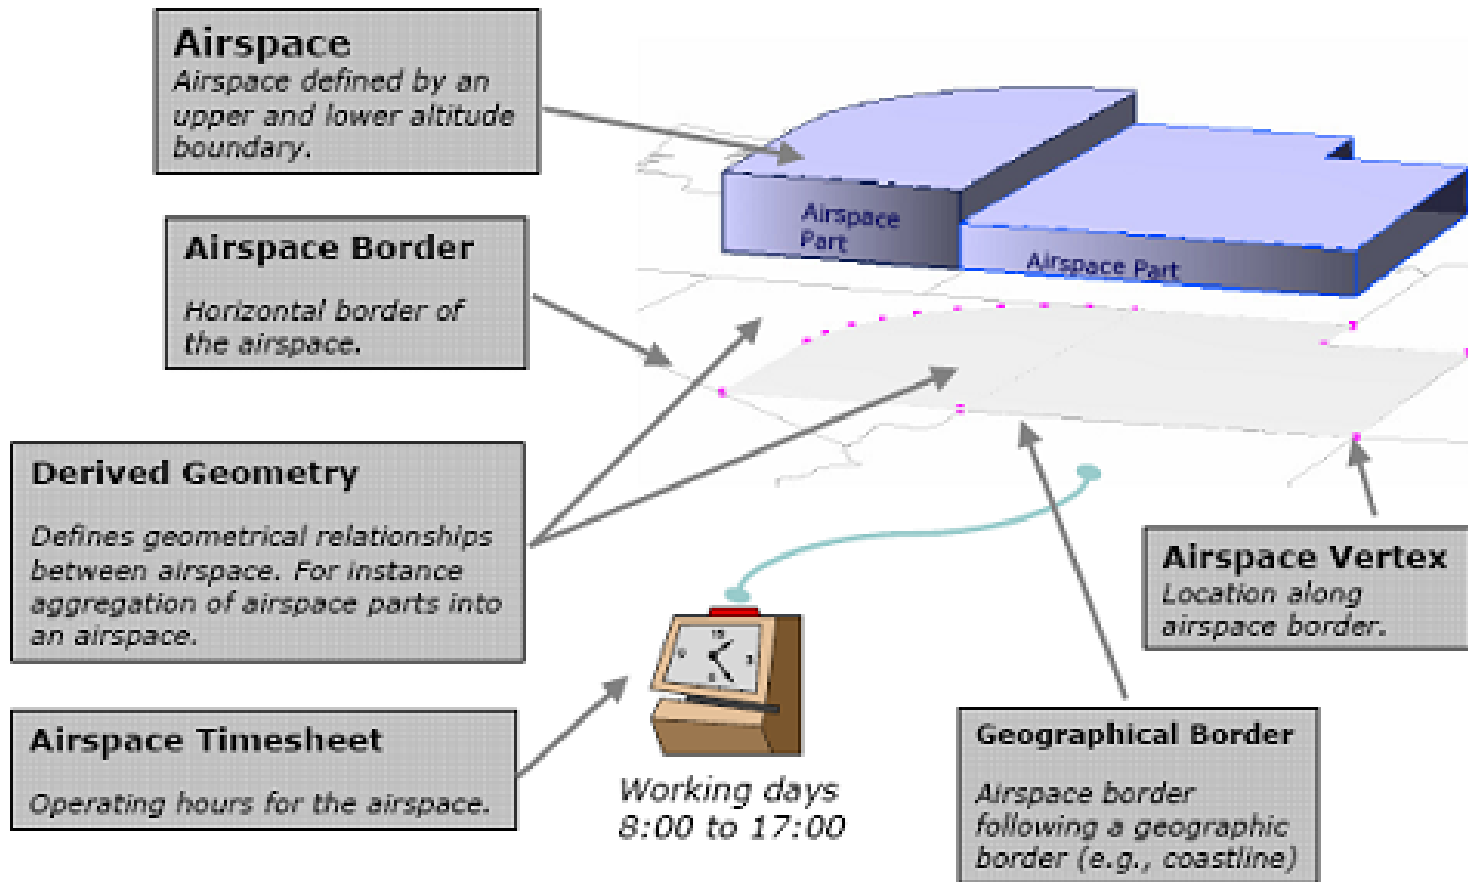 Airspace
Airspace defined by an
upper and lower altitude
boundary.
Airspace
Part
Airspace Part
Airspace Border
Horizontal border of
the airspace.
Derived Geometry
Defines geometrical relationships
between airspace. For instance
aggregation of airspace parts into
an airspace.
Airspace Vertex
Location along
airspace border.
Airspace Timesheet
Operating hours for the airspace.
Working days
8:00 to 17:00
Geographical Border
Airspace border
following a geographic
border (e.g., coastline)